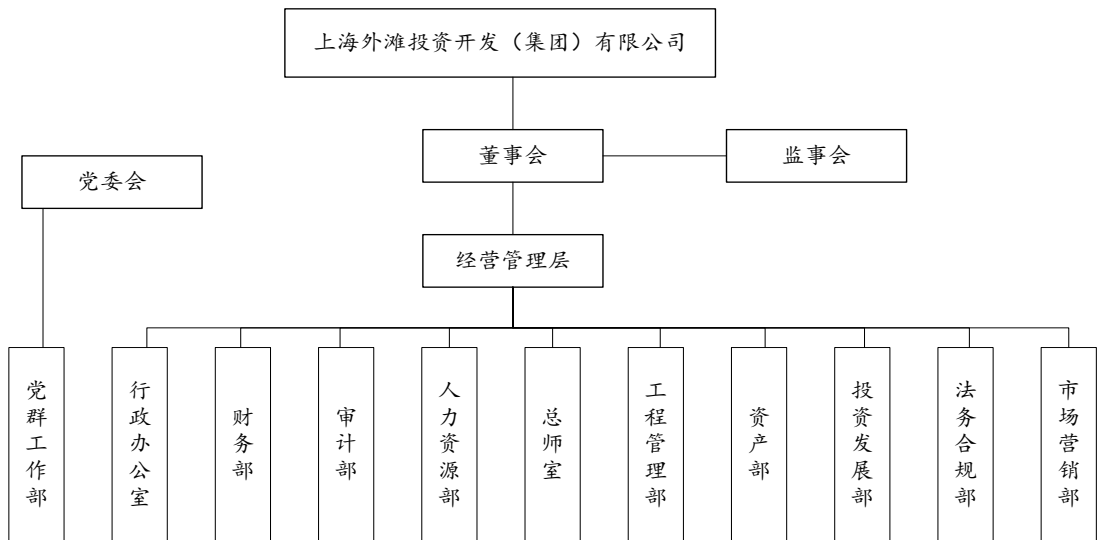 上海外滩投资开发（集团）有限公司
董事会
监事会
党委会
经营管理层
党群工作部
行政办公室
财务部
审计部
人力资源部
总师室
工程管理部
资产部
投资发展部
法务合规部
市场营销部